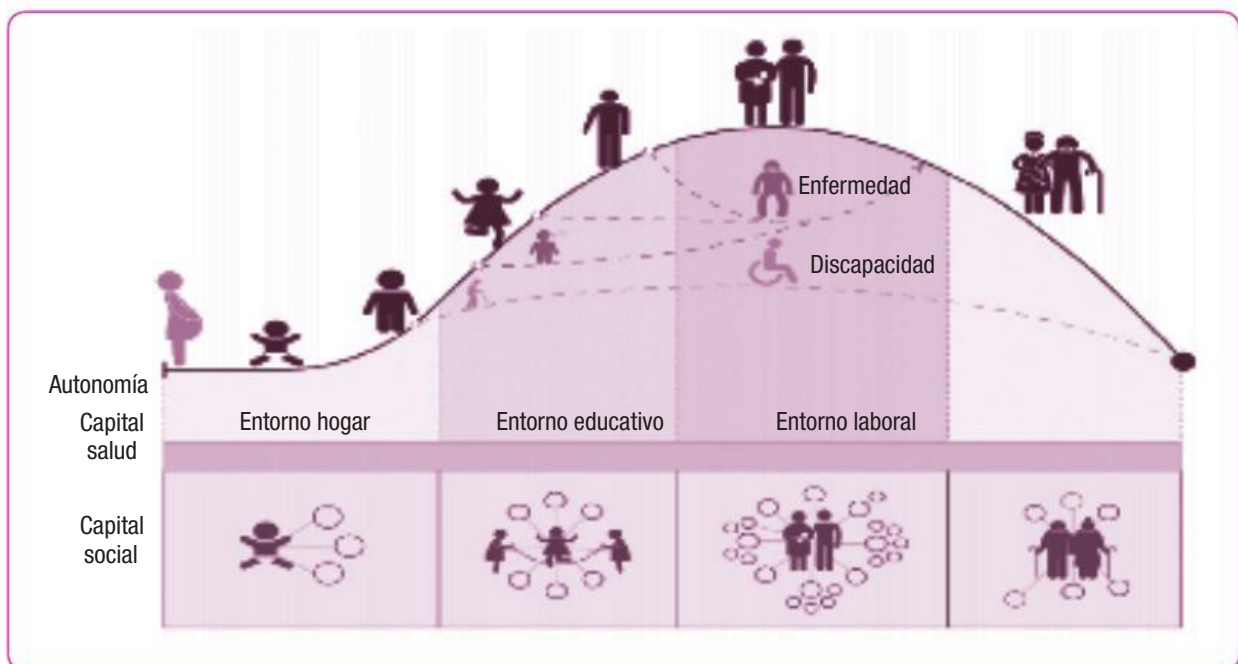 Enfermedad
Discapacidad
Autonomía
Capital
salud
Entorno hogar
Entorno educativo
Entorno laboral
Capital
social